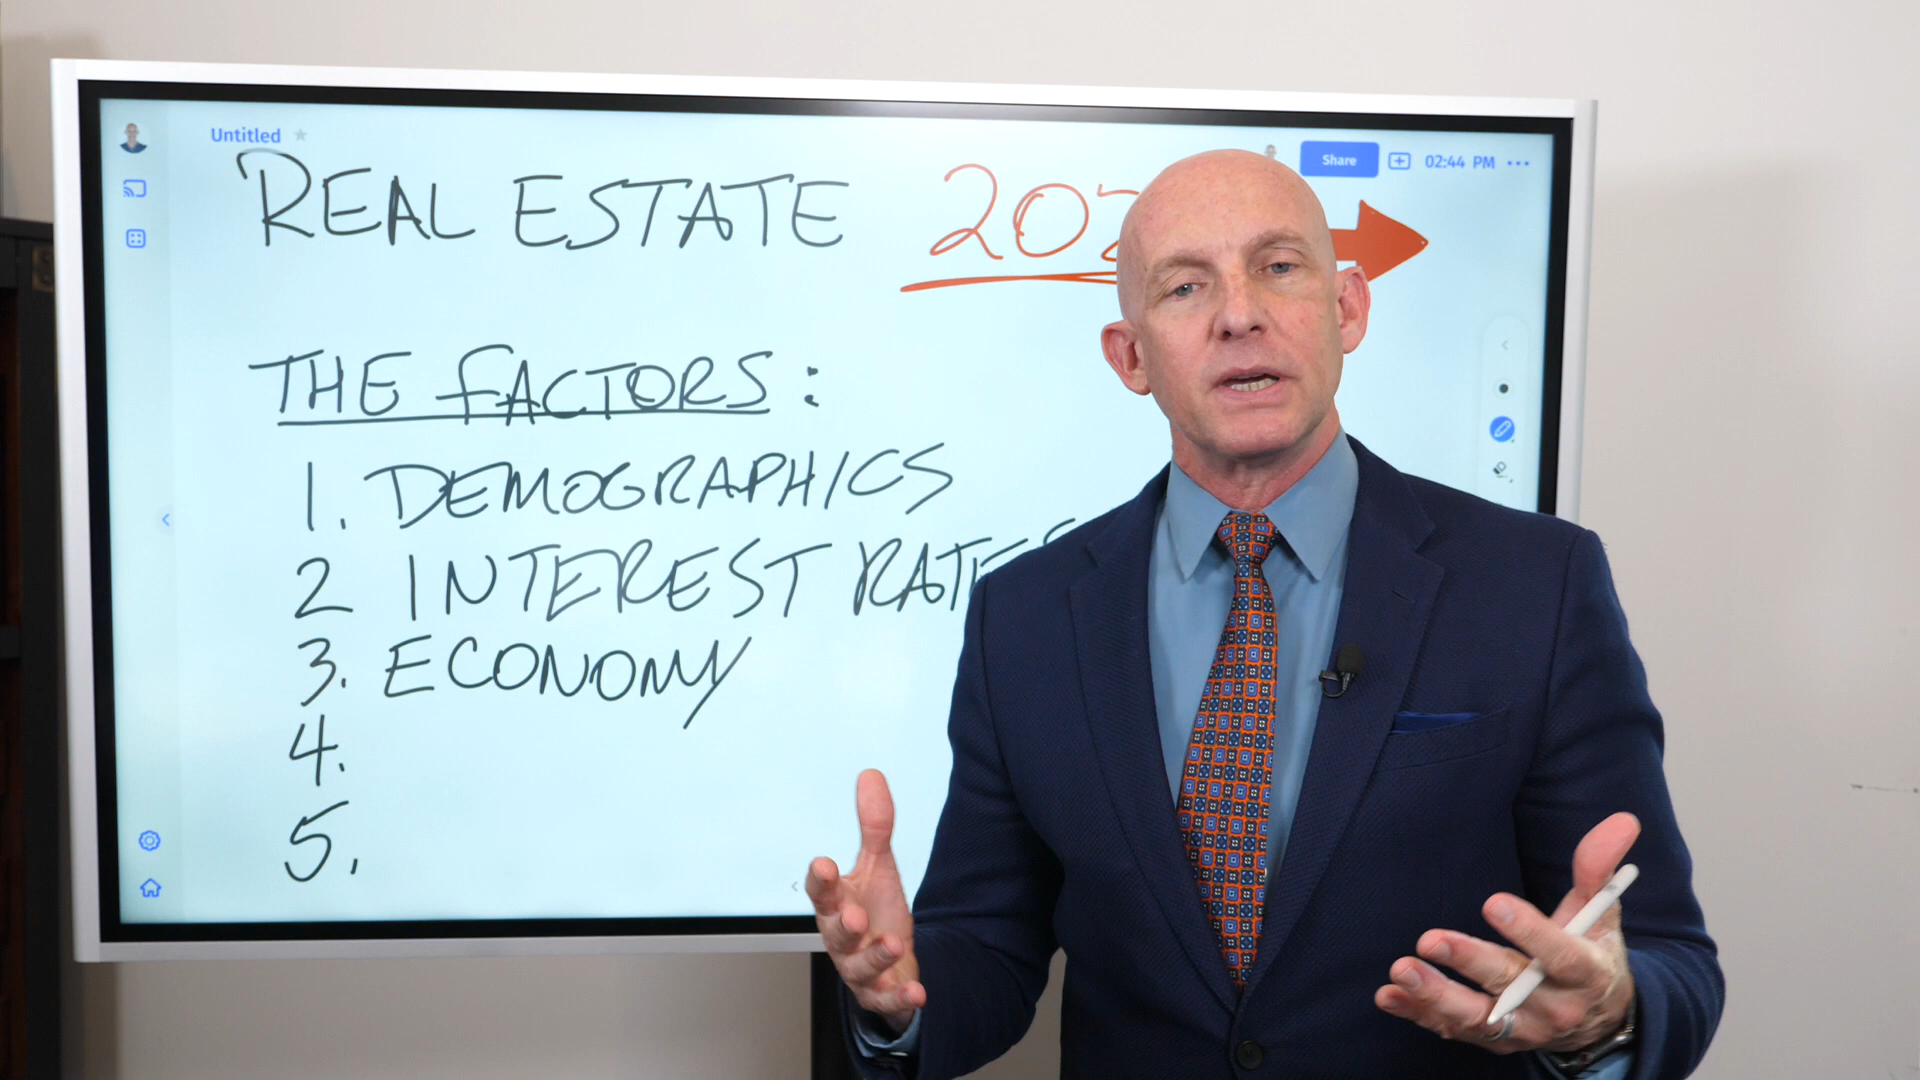 Untitled
Share 02:44 PM
REAL ESTATE
THE FACTORS:
1. DEMOGRAPHICS
2 INTEREST
3. ECONOMY
4.
5.